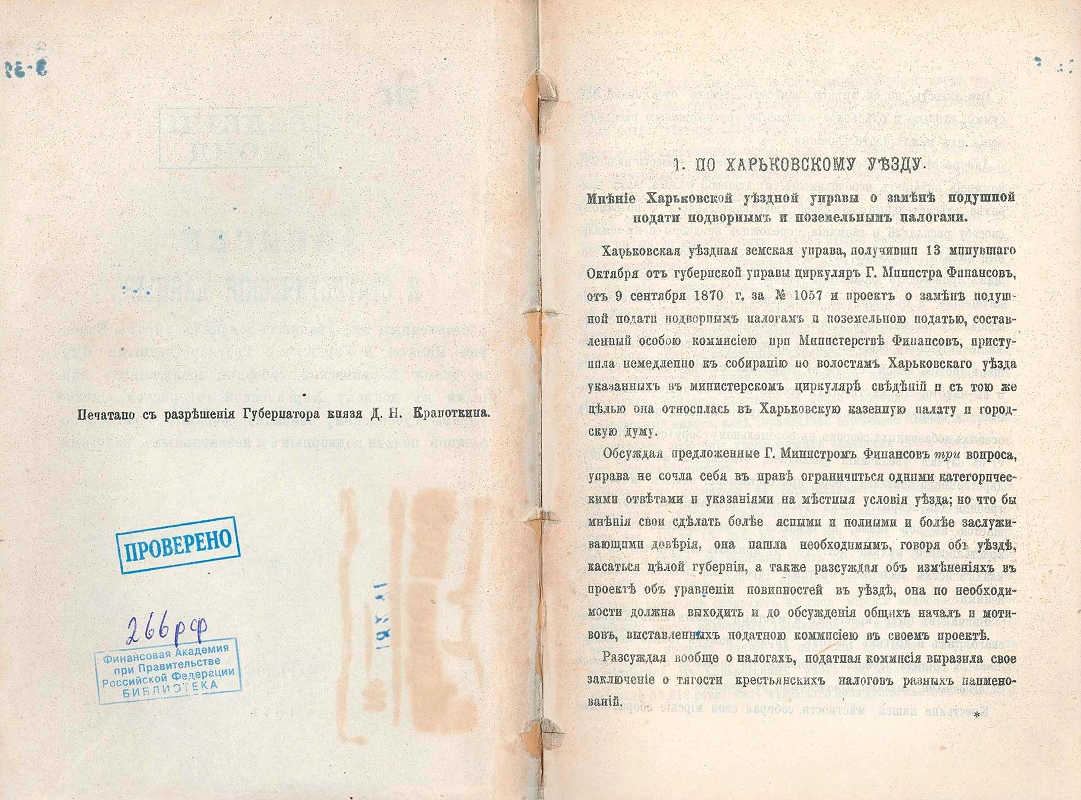 Печатано съ разрѣшенія Губернатора князя Д. Н. Крапоткина.
ПРОВЕРЕНО
266рф
Финансовая Академия
при Правительстве
Российской Федерации
БИБЛИОТЕКА
1. ПО ХАРЬКОВСКОМУ УѢЗДУ.
Мнѣніе Харьковской уѣздной управы о замѣнѣ подушной
подати подворнымъ и поземельнымъ налогами.
Харьковская уѣздная земская управа, получивши 13 минувшаго
Октября отъ губернской управы циркуляръ Г. Министра Финансовъ,
отъ 9 сентября 1870 г. за № 1057 и проектъ о замѣнѣ подуш-
ной подати подворнымъ налогамъ и поземельною податью, состав-
ленный особою коммисіею при Министерствѣ Финансовъ, присту-
пила немедленно къ собиранію по волостямъ Харьковскаго уѣзда
указанныхъ въ министерскомъ циркулярѣ свѣдѣній и съ тою же
цѣлью она относилась въ Харьковскую казенную палату и город-
скую думу.
Обсуждая предложенные Г. Министромъ Финансовъ три вопроса,
управа не сочла себя въ правѣ ограничиться одними категориче-
скими отвѣтами и указаніями на мѣстныя условія уѣзда; но что бы
мнѣнія свои сдѣлать болѣе ясными и полными и болѣе заслужи-
вающими довѣрія, она нашла необходимымъ, говоря объ уѣздѣ,
касаться цѣлой губерніи, а также разсуждая объ измѣненіяхъ въ
проектѣ объ уравненіи повинностей въ уѣздѣ, она по необходи-
мости должна выходить и до обсужденія общихъ началъ и моти-
вовъ, выставленныхъ податною коммисіею въ своемъ проектѣ.
Разсуждая вообще о налогахъ, податная коммисія выразила свое
заключеніе о тягости крестьянскихъ налоговъ разныхъ наимено-
ваній.
*